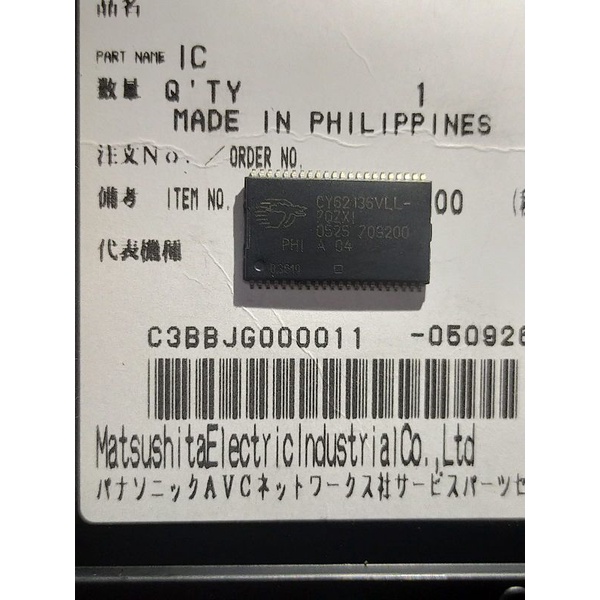 品名
PART NAME IC
数量 Q'TY 1
MADE IN PHILIPPINES
注文No. / ORDER NO.
備考 ITEM NO. 00
代表機種
CY62136VLL-
70ZXI
0525 709200
PHI A 04
C3BBJG000011 -050926
MatsushitaElectricIndustrialCo.,Ltd
パナソニックAVCネットワークス社サービスパーツセ